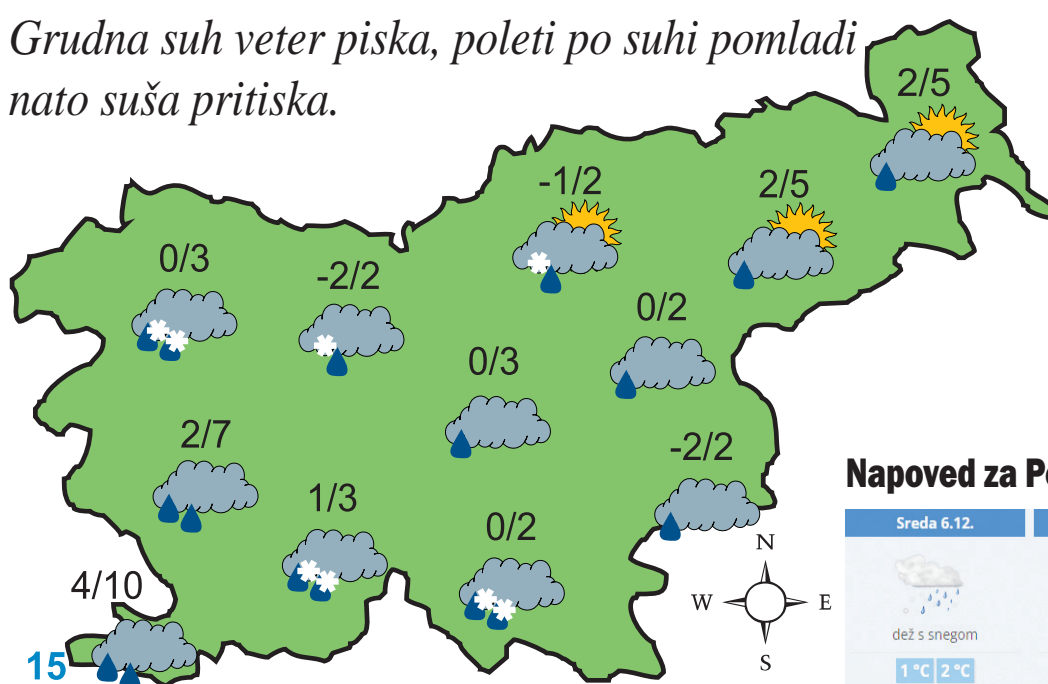 Grudna suh veter piska, poleti po suhi pomladi
nato suša pritiska.
2/5
-1/2
2/5
0/3
-2/2
0/2
0/3
2/7
-2/2
1/3
0/2
4/10
15
N
W
E
S
Napoved za
Sreda 6.12.
dež s snegom
1 °C 2 °C